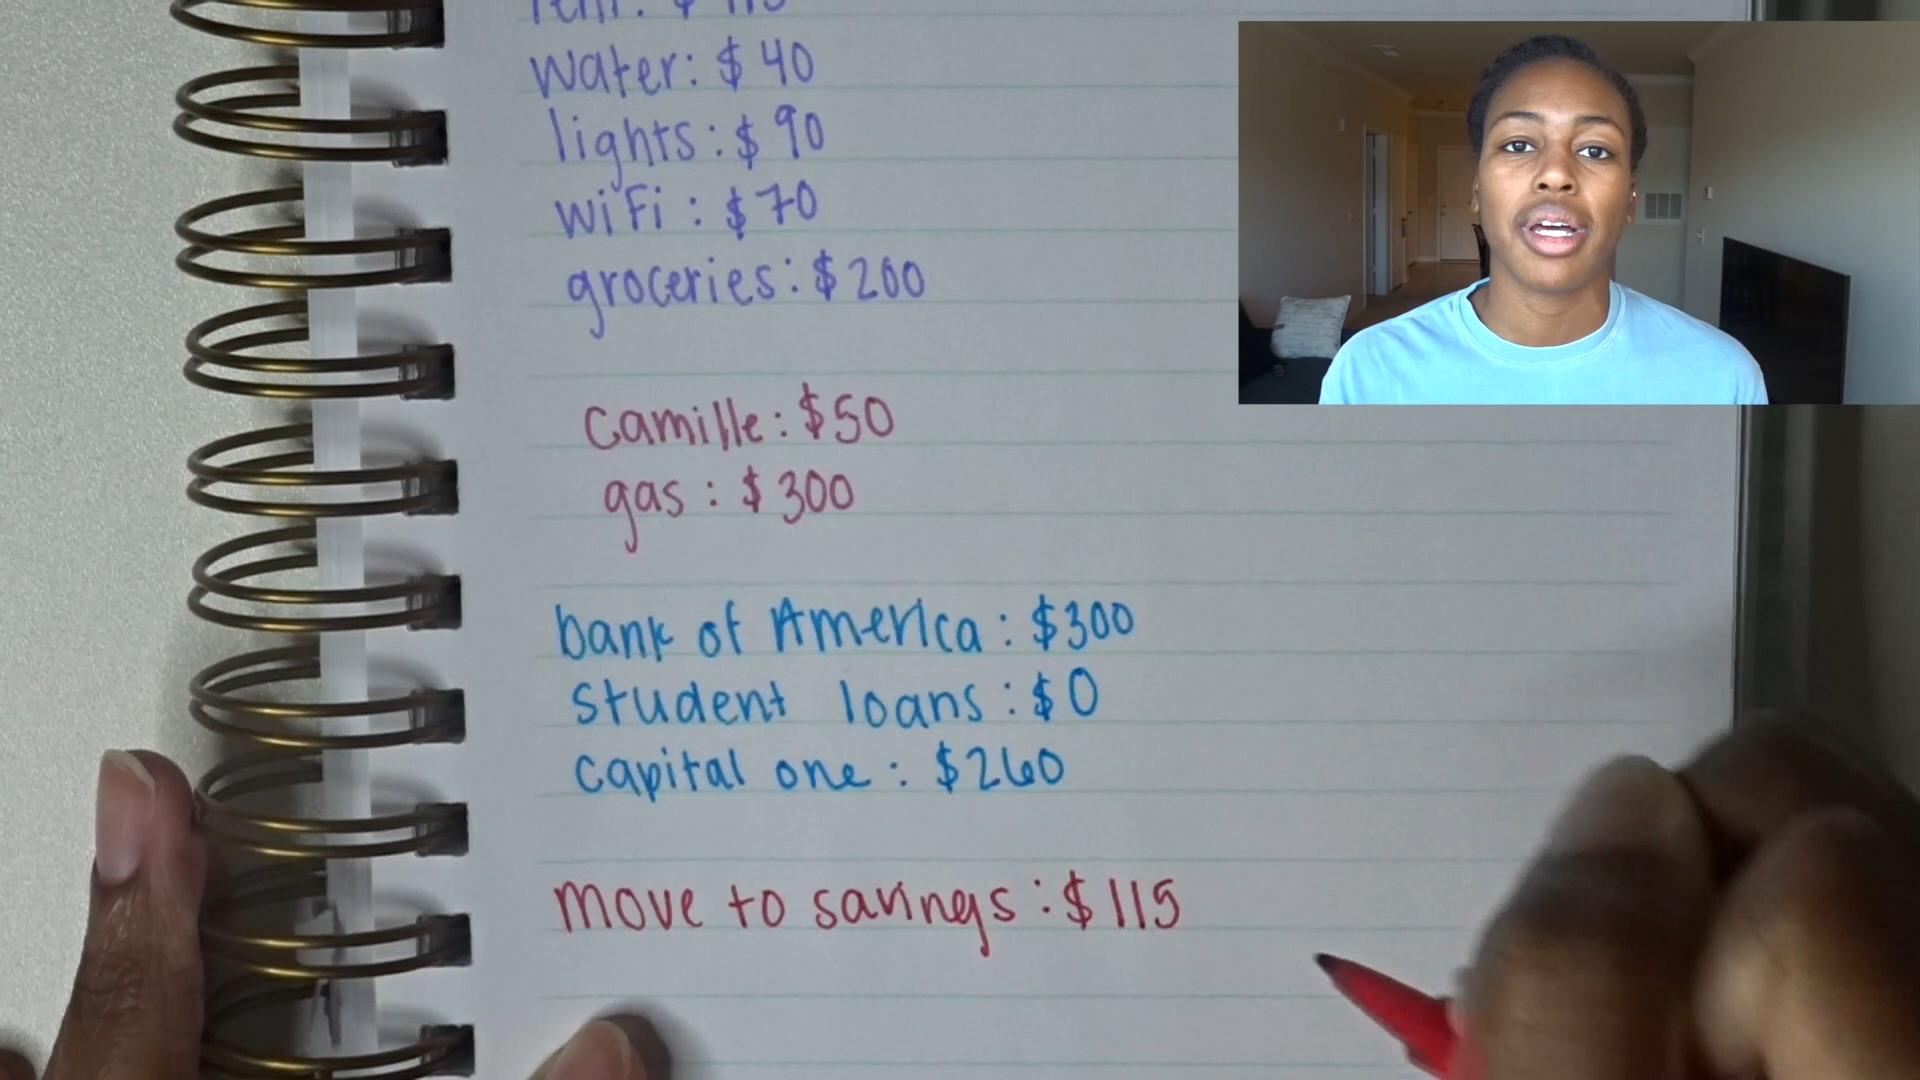 water: $40
lights: $90
wifi: $70
groceries: $200
camille: $50
gas: $300
bank of America: $300
student loans: $0
capital one: $260
move to savings: $115